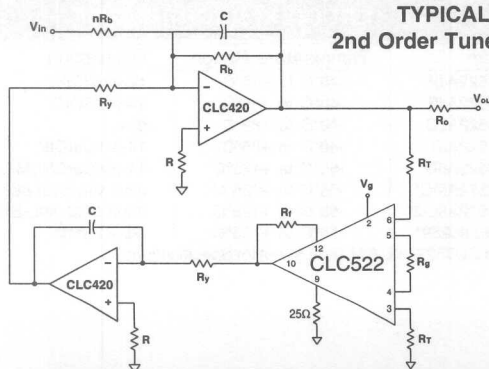 TYPICAL
2nd Order Tune
Vin
nRb
C
Rb
Ry
CLC420
R
Vou
Ro
RT
Vg
Rf
2
6
5
12
C
10
CLC522
Rg
CLC420
Ry
9
4
3
25Ω
R
RT